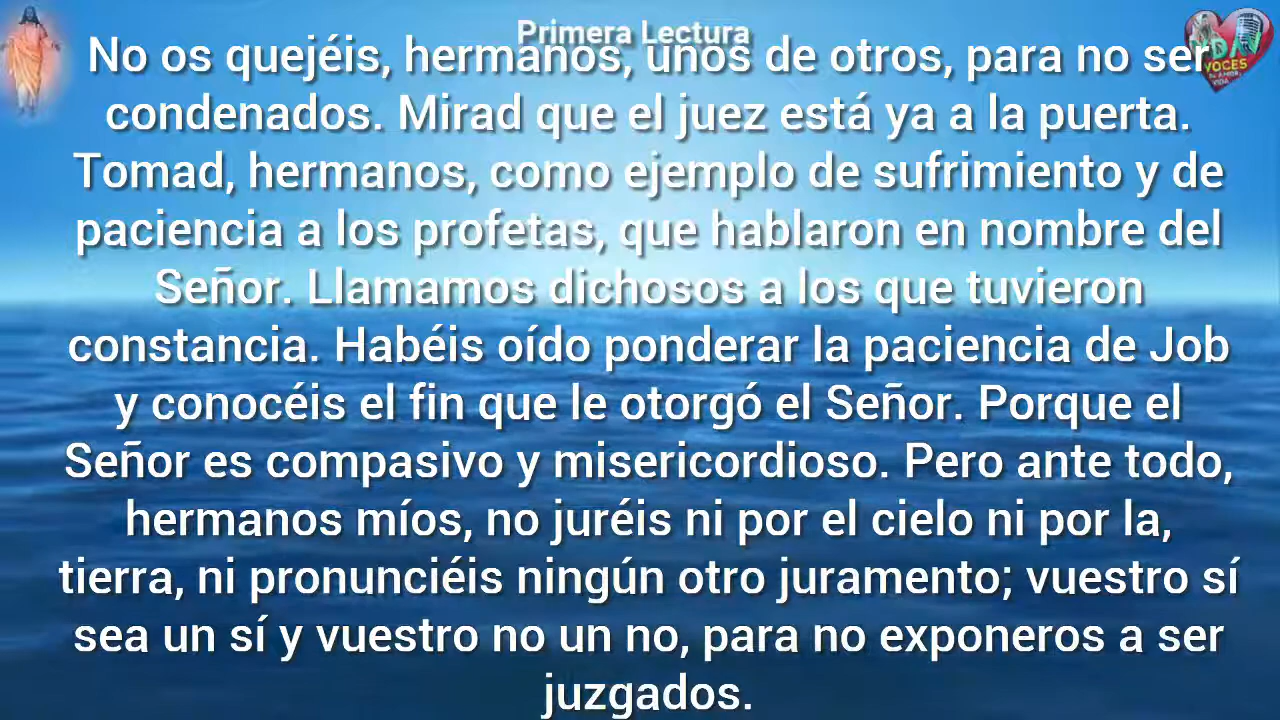 Primera Lectura
No os quejéis, hermanos, unos de otros, para no ser
condenados. Mirad que el juez está ya a la puerta.
Tomad, hermanos, como ejemplo de sufrimiento y de
paciencia a los profetas, que hablaron en nombre del
Señor. Llamamos dichosos a los que tuvieron
constancia. Habéis oído ponderar la paciencia de Job
y conocéis el fin que le otorgó el Señor. Porque el
Señor es compasivo y misericordioso. Pero ante todo,
hermanos míos, no juréis ni por el cielo ni por la,
tierra, ni pronunciéis ningún otro juramento; vuestro sí
sea un sí y vuestro no un no, para no exponeros a ser
juzgados.
VOCES
DE AMOR Y
VIDA